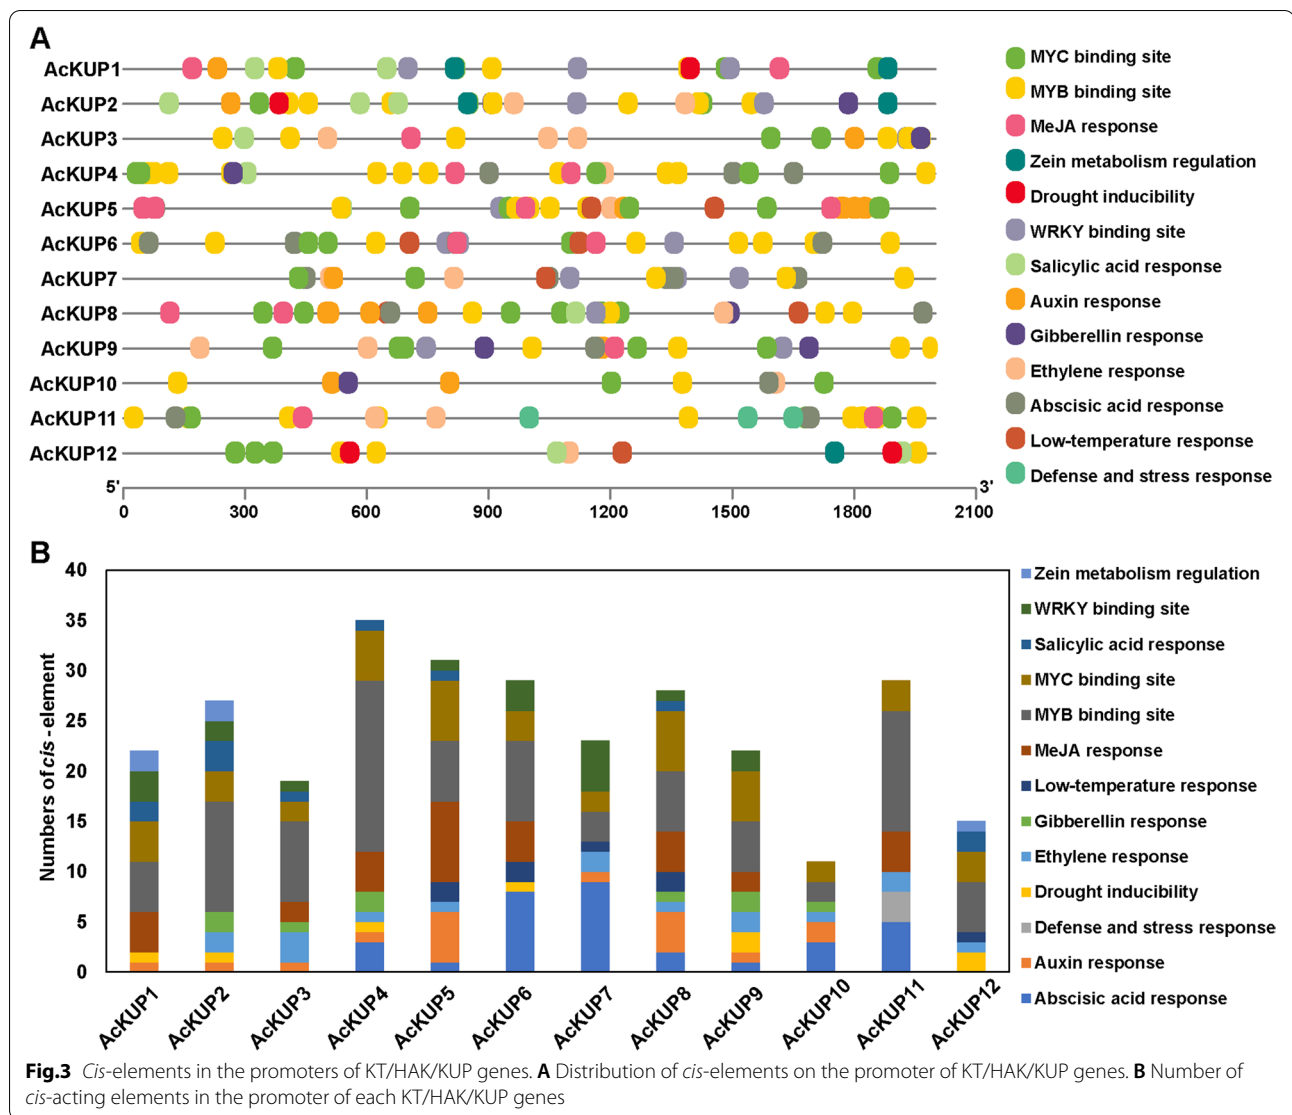 A
AcKUP1
AcKUP2
AcKUP3
AcKUP4
AcKUP5
AcKUP6
AcKUP7
AcKUP8
AcKUP9
AcKUP10
AcKUP11
AcKUP12
5'
3'
0 300 600 900 1200 1500 1800 2100
MYC binding site
MYB binding site
MeJA response
Zein metabolism regulation
Drought inducibility
WRKY binding site
Salicylic acid response
Auxin response
Gibberellin response
Ethylene response
Abscisic acid response
Low-temperature response
Defense and stress response
B
Numbers of cis-element
40
35
30
25
20
15
10
5
0
AcKUP1 AcKUP2 AcKUP3 AcKUP4 AcKUP5 AcKUP6 AcKUP7 AcKUP8 AcKUP9 AcKUP10 AcKUP11 AcKUP12
Zein metabolism regulation
WRKY binding site
Salicylic acid response
MYC binding site
MYB binding site
MeJA response
Low-temperature response
Gibberellin response
Ethylene response
Drought inducibility
Defense and stress response
Auxin response
Abscisic acid response
Fig.3 Cis-elements in the promoters of KT/HAK/KUP genes. A Distribution of cis-elements on the promoter of KT/HAK/KUP genes. B Number of
cis-acting elements in the promoter of each KT/HAK/KUP genes